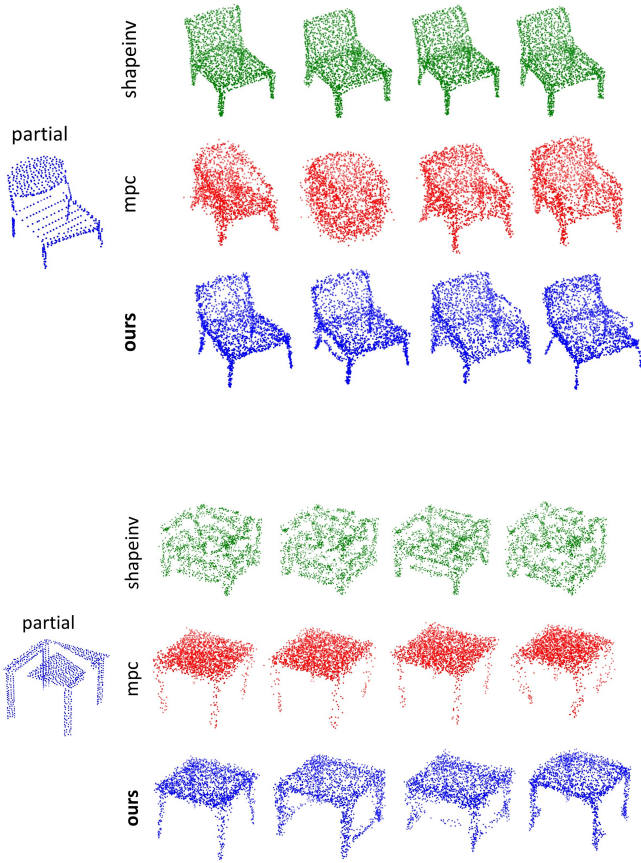 shapeinv
partial
mpc
ours
shapeinv
partial
mpc
ours